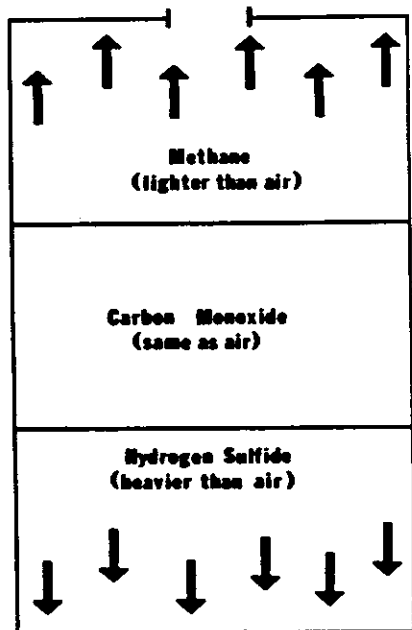 Methane
(lighter than air)
Carbon Monoxide
(same as air)
Hydrogen Sulfide
(heavier than air)